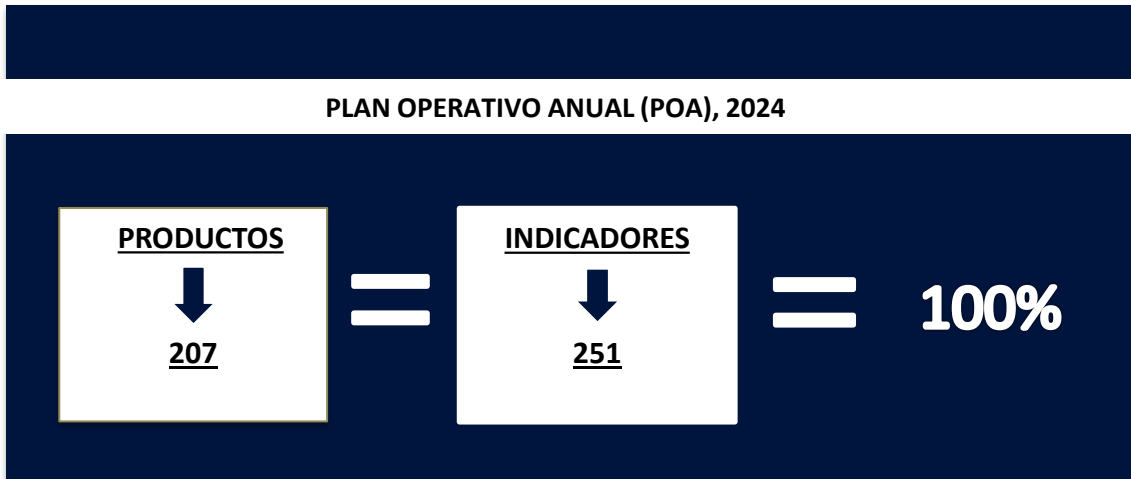 PLAN OPERATIVO ANUAL (POA), 2024
PRODUCTOS
207
=
INDICADORES
251
=
100%